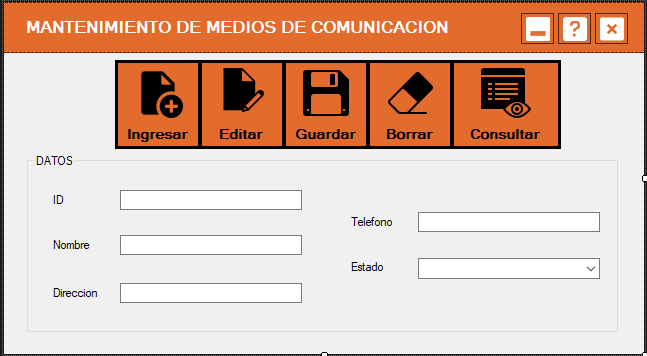 MANTENIMIENTO DE MEDIOS DE COMUNICACION
?
Ingresar Editar Guardar Borrar Consultar
DATOS
ID
Telefono
Nombre
Estado
Direccion